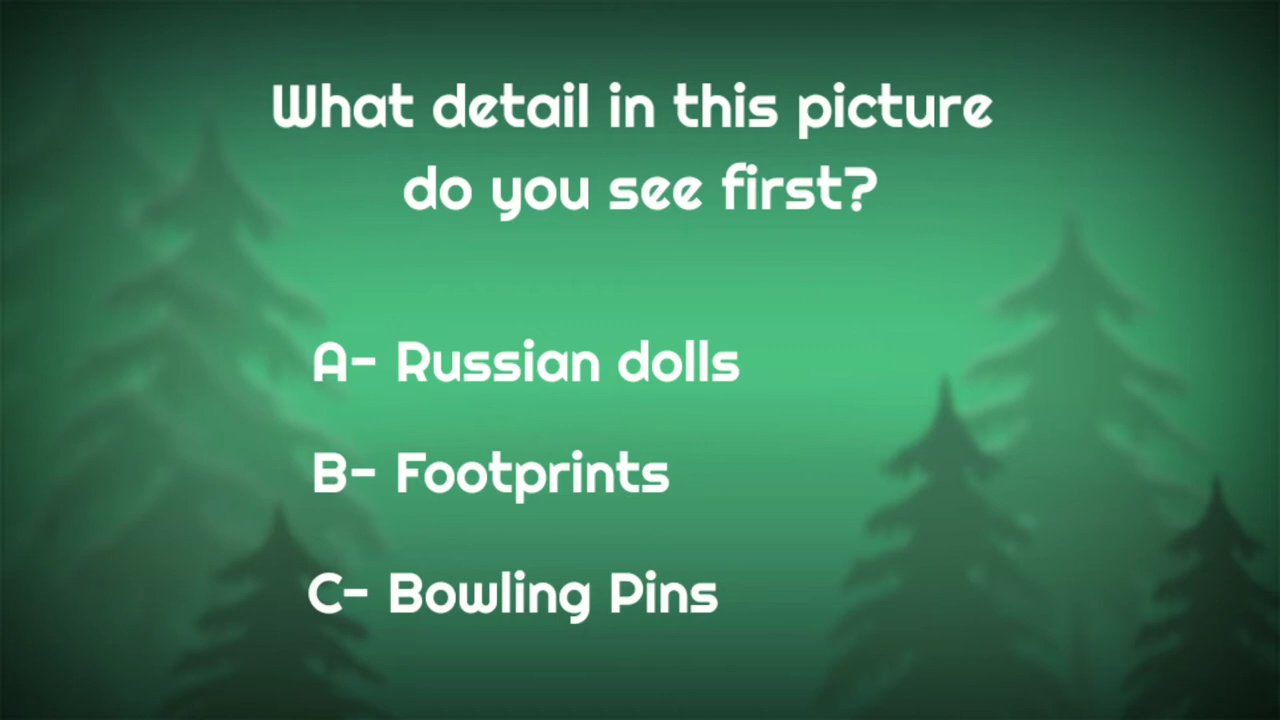 What detail in this picture
do you see first?
A- Russian dolls
B- Footprints
C- Bowling Pins